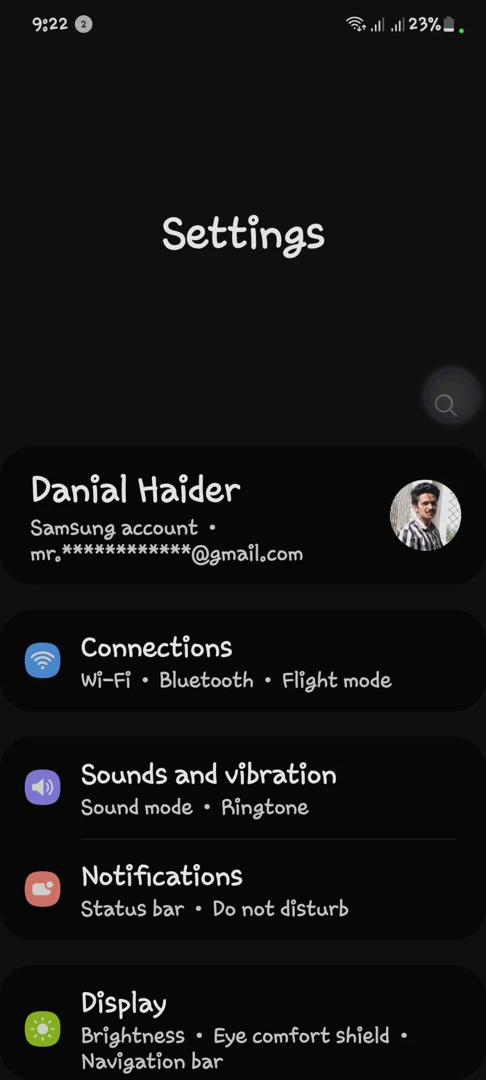 9:22 2 23%
Settings
Danial Haider
Samsung account •
mr.************@gmail.com
Connections
Wi-Fi • Bluetooth • Flight mode
Sounds and vibration
Sound mode • Ringtone
Notifications
Status bar • Do not disturb
Display
Brightness • Eye comfort shield •
Navigation bar